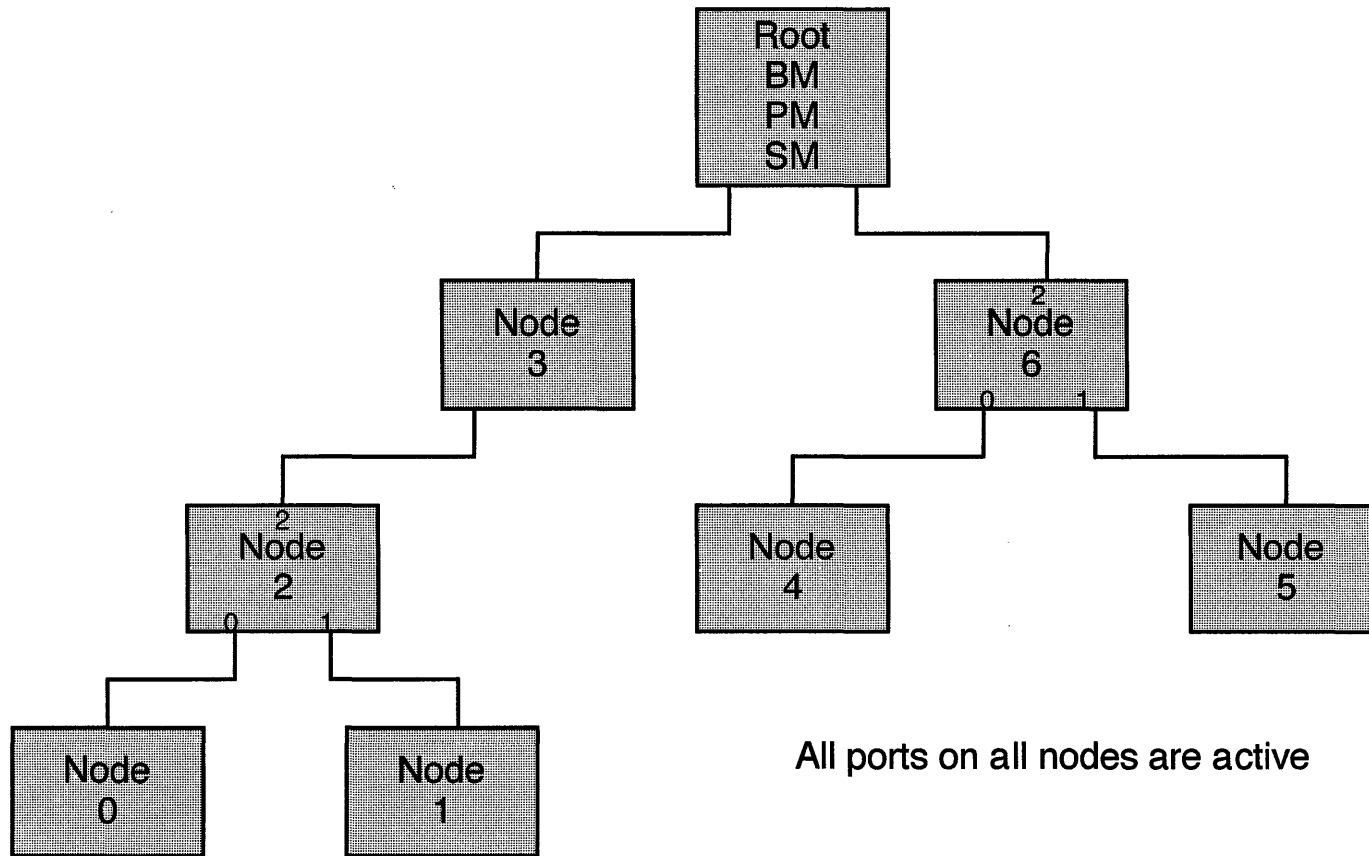 Root
BM
PM
SM
Node
3
2
Node
6
0 1
2
Node
2
0 1
Node
4
Node
5
Node
0
Node
1
All ports on all nodes are active